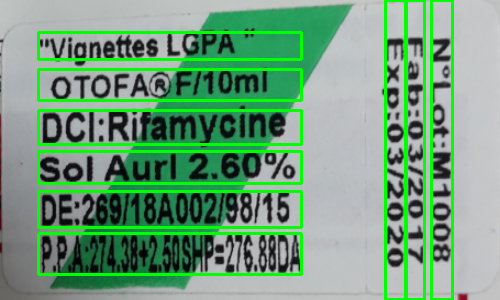 "Vignettes LGPA "
OTOFA® F/10ml
DCI:Rifamycine
Sol Aurl 2.60%
DE:269/18A002/98/15
P.P.A:274.38+2.50SHP=276.88DA
N°Lot:M1008
Fab:03/2017
Exp:03/2020